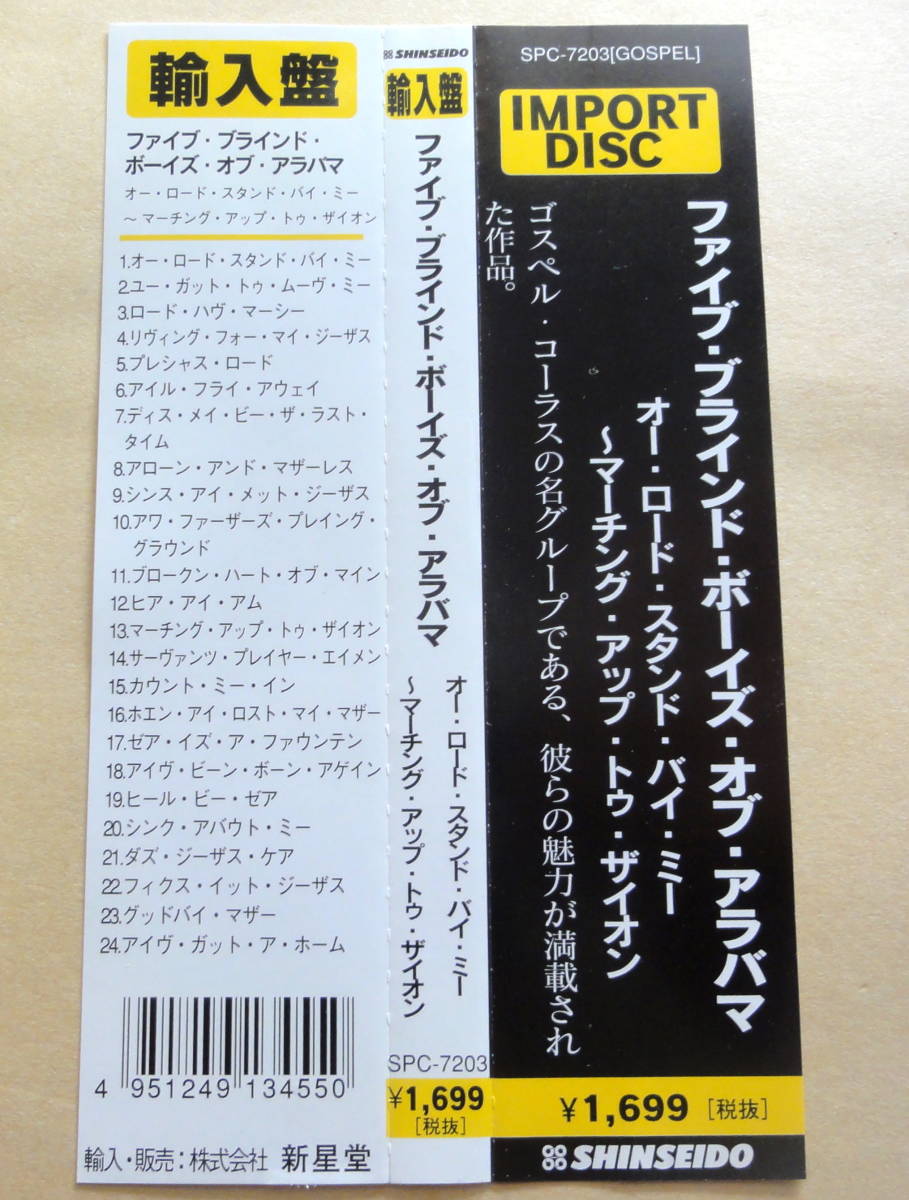 輸入盤
ファイブ・ブラインド・
ボーイズ・オブ・アラバマ
オー・ロード・スタンド・バイ・ミー
～マーチング・アップ・トゥ・ザイオン
1.オー・ロード・スタンド・バイ・ミー
2.ユー・ガット・トゥ・ムーヴ・ミー
3.ロード・ハヴ・マーシー
4.リヴィング・フォー・マイ・ジーザス
5.プレシャス・ロード
6.アイル・フライ・アウェイ
7.ディス・メイ・ビー・ザ・ラスト・
タイム
8.アローン・アンド・マザーレス
9.シンス・アイ・メット・ジーザス
10.アワ・ファーザーズ・プレイング・
グラウンド
11.ブロークン・ハート・オブ・マイン
12.ヒア・アイ・アム
13.マーチング・アップ・トゥ・ザイオン
14.サーヴァンツ・プレイヤー・エイメン
15.カウント・ミー・イン
16.ホエン・アイ・ロスト・マイ・マザー
17.ゼア・イズ・ア・ファウンテン
18.アイヴ・ビーン・ボーン・アゲイン
19.ヒール・ビー・ゼア
20.シンク・アバウト・ミー
21.ダズ・ジーザス・ケア
22.フィクス・イット・ジーザス
23.グッドバイ・マザー
24.アイヴ・ガット・ア・ホーム
4 951249 134550
輸入・販売：株式会社 新星堂
SHINSEIDO
輸入盤
ファイブ・ブラインド・ボーイズ・オブ・アラバマ
オー・ロード・スタンド・バイ・ミー
～マーチング・アップ・トゥ・ザイオン
SPC-7203
¥1,699
[税抜]
SPC-7203[GOSPEL]
IMPORT
DISC
ファイブ・ブラインド・ボーイズ・オブ・アラバマ
オー・ロード・スタンド・バイ・ミー
～マーチング・アップ・トゥ・ザイオン
ゴスペル・コーラスの名グループである、彼らの魅力が満載され
た作品。
¥1,699 [税抜]
SHINSEIDO